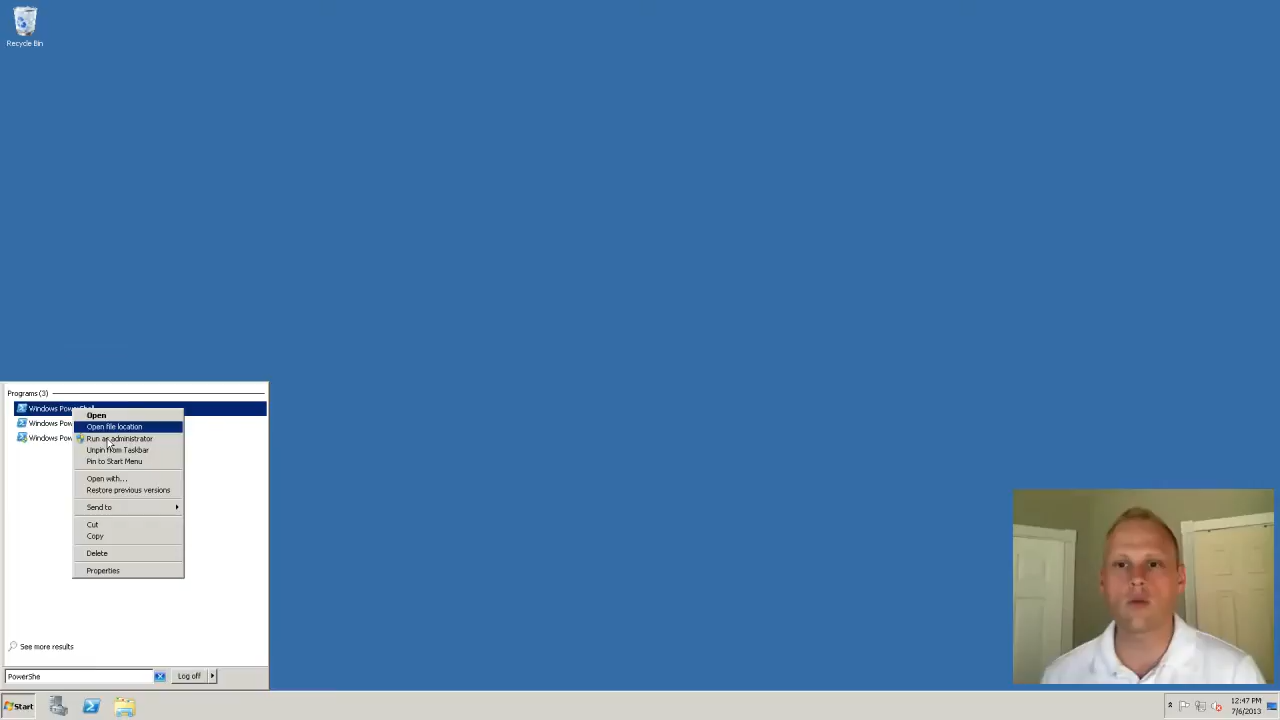 Recycle Bin
Programs (3)
Windows PowerShell
Windows Pow
Windows Pow
Open
Open file location
Run as administrator
Unpin from Taskbar
Pin to Start Menu
Open with...
Restore previous versions
Send to
Cut
Copy
Delete
Properties
See more results
PowerShe
Log off
Start
12:47 PM
7/6/2013